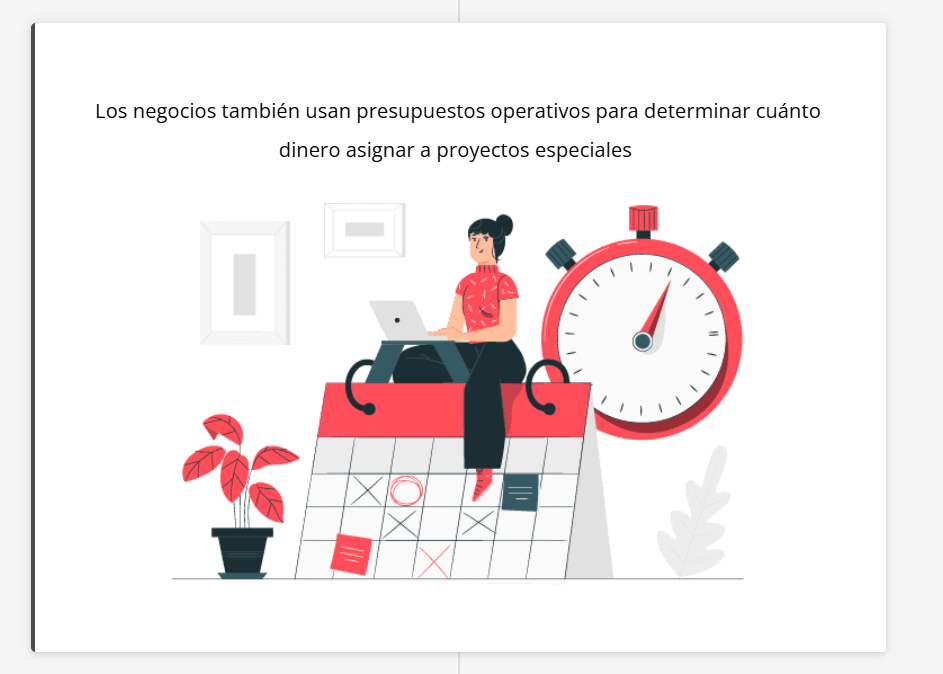 Los negocios también usan presupuestos operativos para determinar cuánto
dinero asignar a proyectos especiales